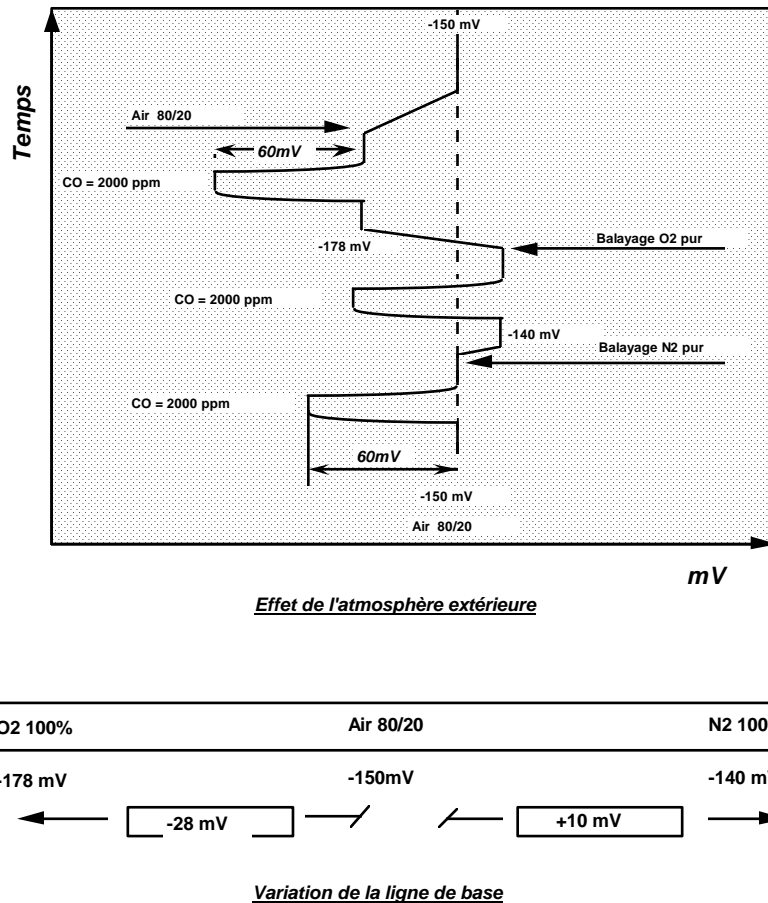 -150 mV
Temps
Air 80/20
60mV
CO = 2000 ppm
-178 mV
Balayage O2 pur
CO = 2000 ppm
-140 mV
Balayage N2 pur
CO = 2000 ppm
60mV
-150 mV
Air 80/20
mV
Effet de l'atmosphère extérieure
O2 100% Air 80/20 N2 100
-178 mV -150mV -140 mV
-28 mV +10 mV
Variation de la ligne de base